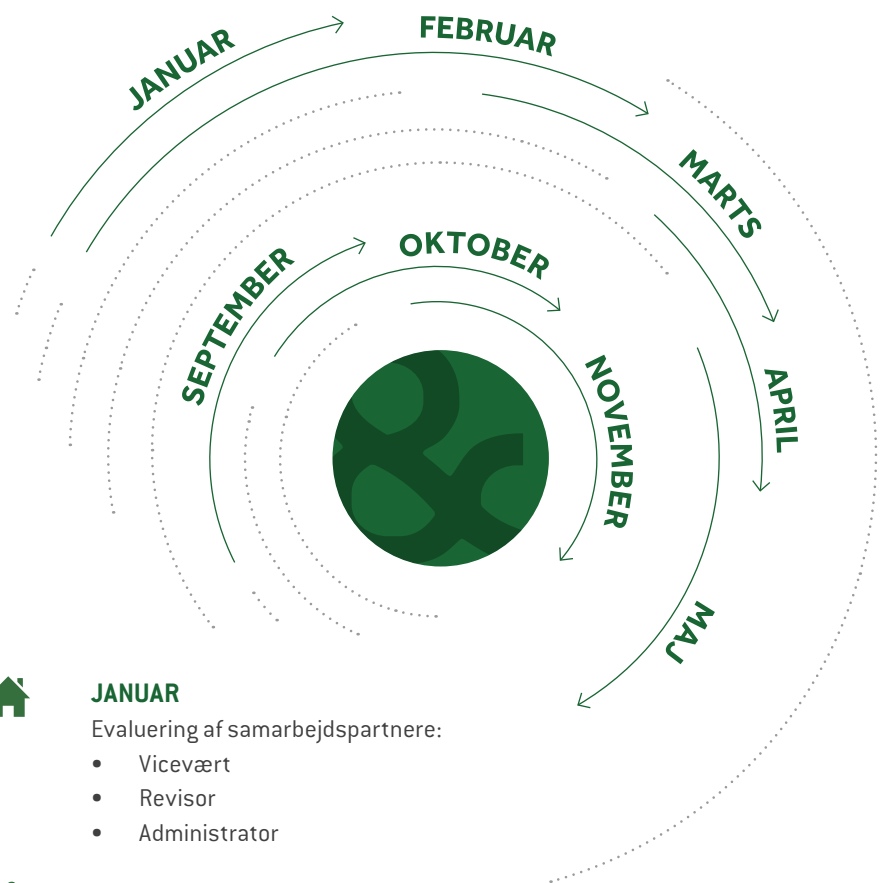 JANUAR
FEBRUAR
MARTS
APRIL
MAJ
SEPTEMBER
OKTOBER
NOVEMBER
JANUAR
Evaluering af samarbejdspartnere:
• Vicevært
• Revisor
• Administrator